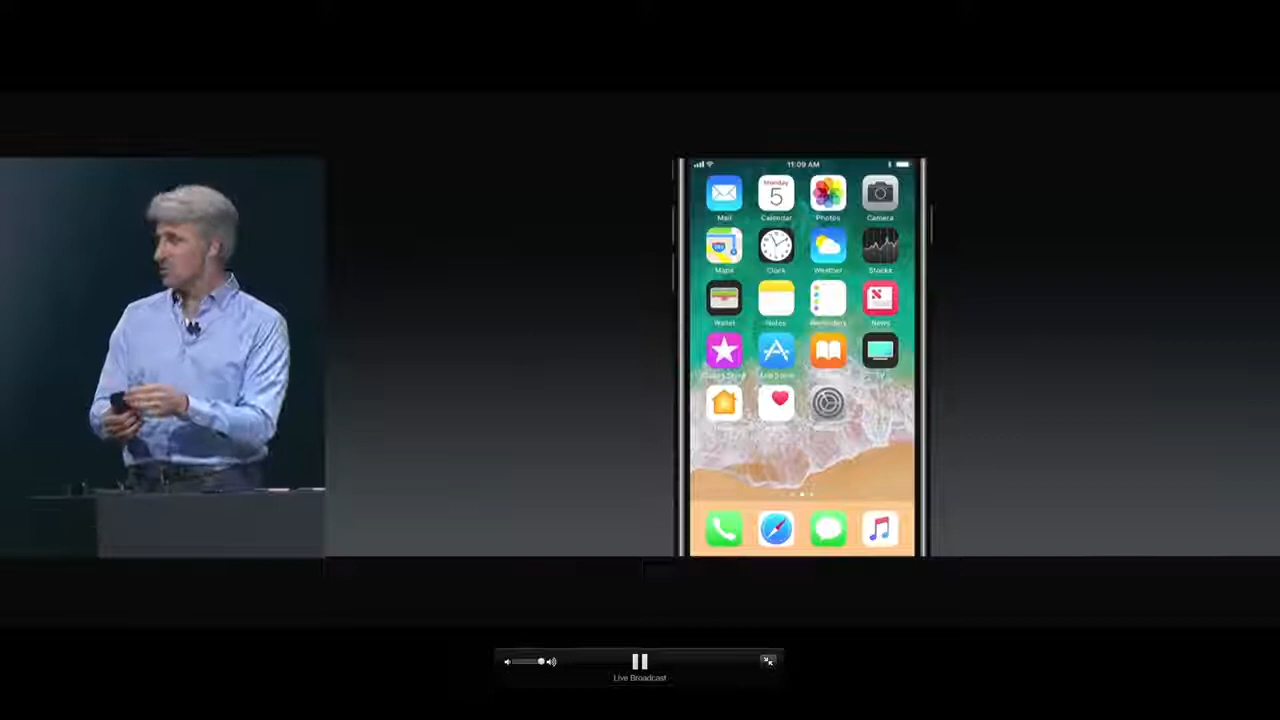 11:09 AM
Monday
5
Mail Calendar Photos Camera
Maps Clock Weather Stocks
Wallet Notes Reminders News
Live Broadcast